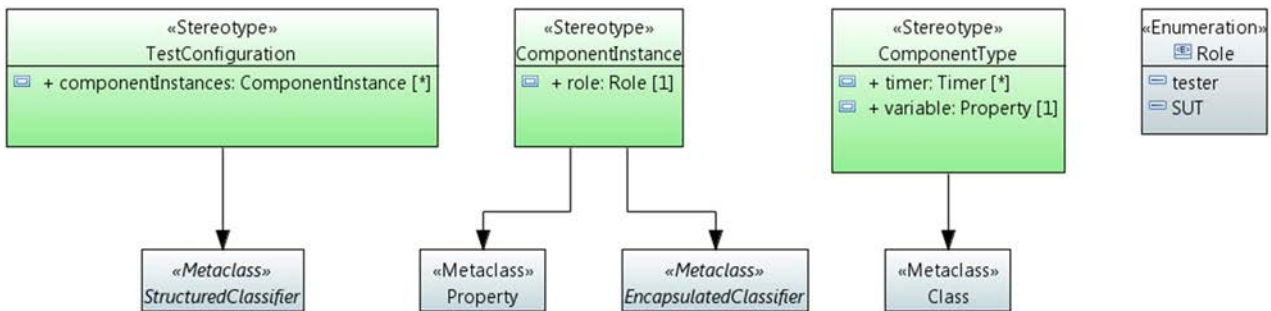 «Stereotype»
TestConfiguration
+ componentInstances: ComponentInstance [*]
«Stereotype»
ComponentInstance
+ role: Role [1]
«Stereotype»
ComponentType
+ timer: Timer [*]
+ variable: Property [1]
«Enumeration»
Role
tester
SUT
«Metaclass»
StructuredClassifier
«Metaclass»
Property
«Metaclass»
EncapsulatedClassifier
«Metaclass»
Class